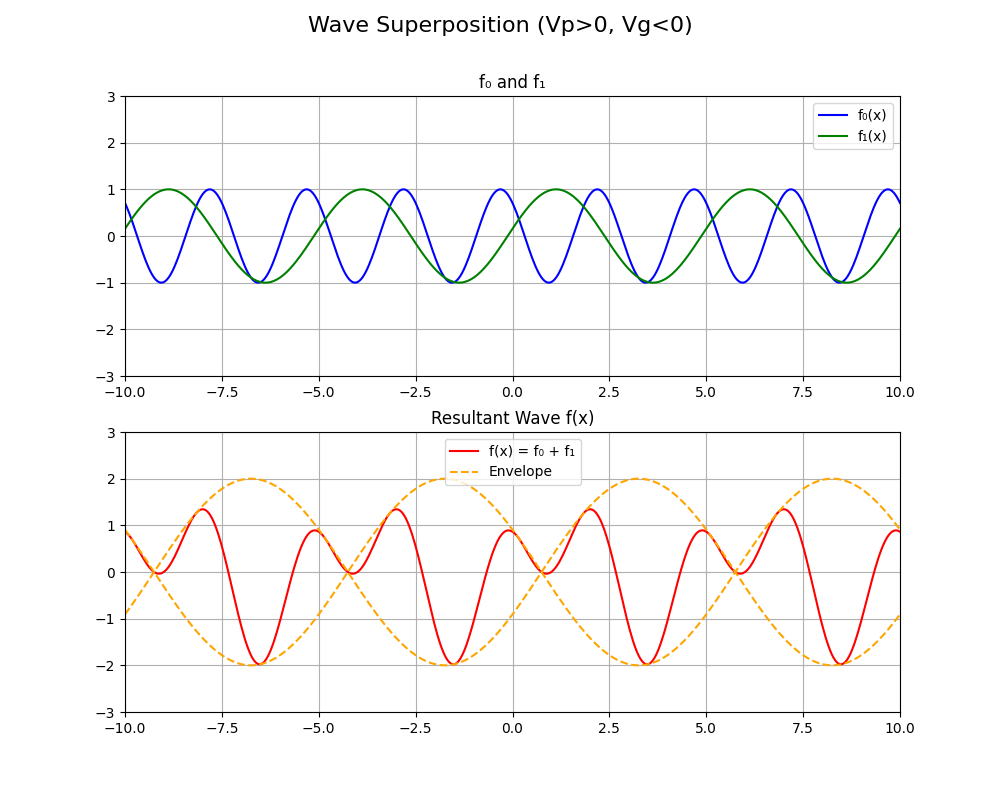 Wave Superposition (Vp>0, Vg<0)
f₀ and f₁
3
2
1
0
−1
−2
−3
f₀(x)
f₁(x)
−10.0 −7.5 −5.0 −2.5 0.0 2.5 5.0 7.5 10.0
Resultant Wave f(x)
3
2
1
0
−1
−2
−3
f(x) = f₀ + f₁
Envelope
−10.0 −7.5 −5.0 −2.5 0.0 2.5 5.0 7.5 10.0